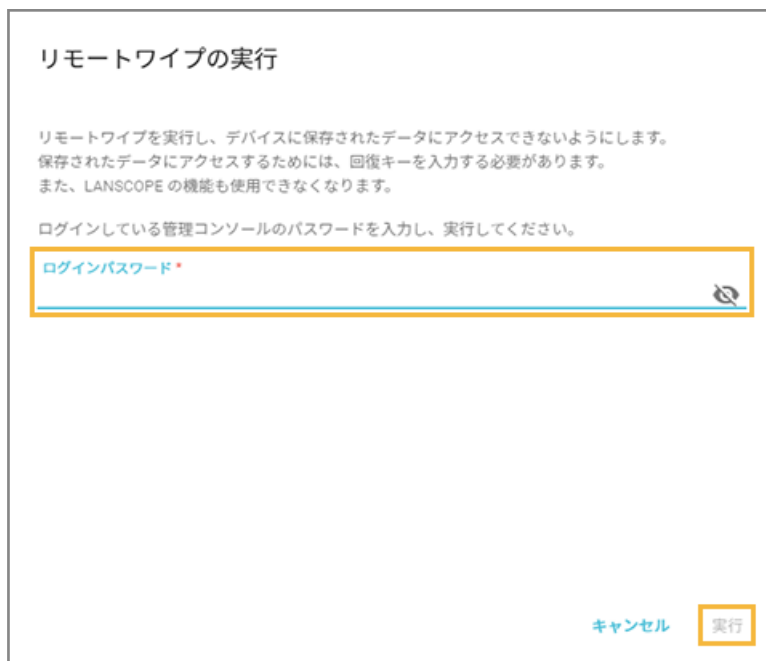 リモートワイプの実行
リモートワイプを実行し、デバイスに保存されたデータにアクセスできないようにします。
保存されたデータにアクセスするためには、回復キーを入力する必要があります。
また、LANSCOPE の機能も使用できなくなります。
ログインしている管理コンソールのパスワードを入力し、実行してください。
ログインパスワード *
キャンセル 実行